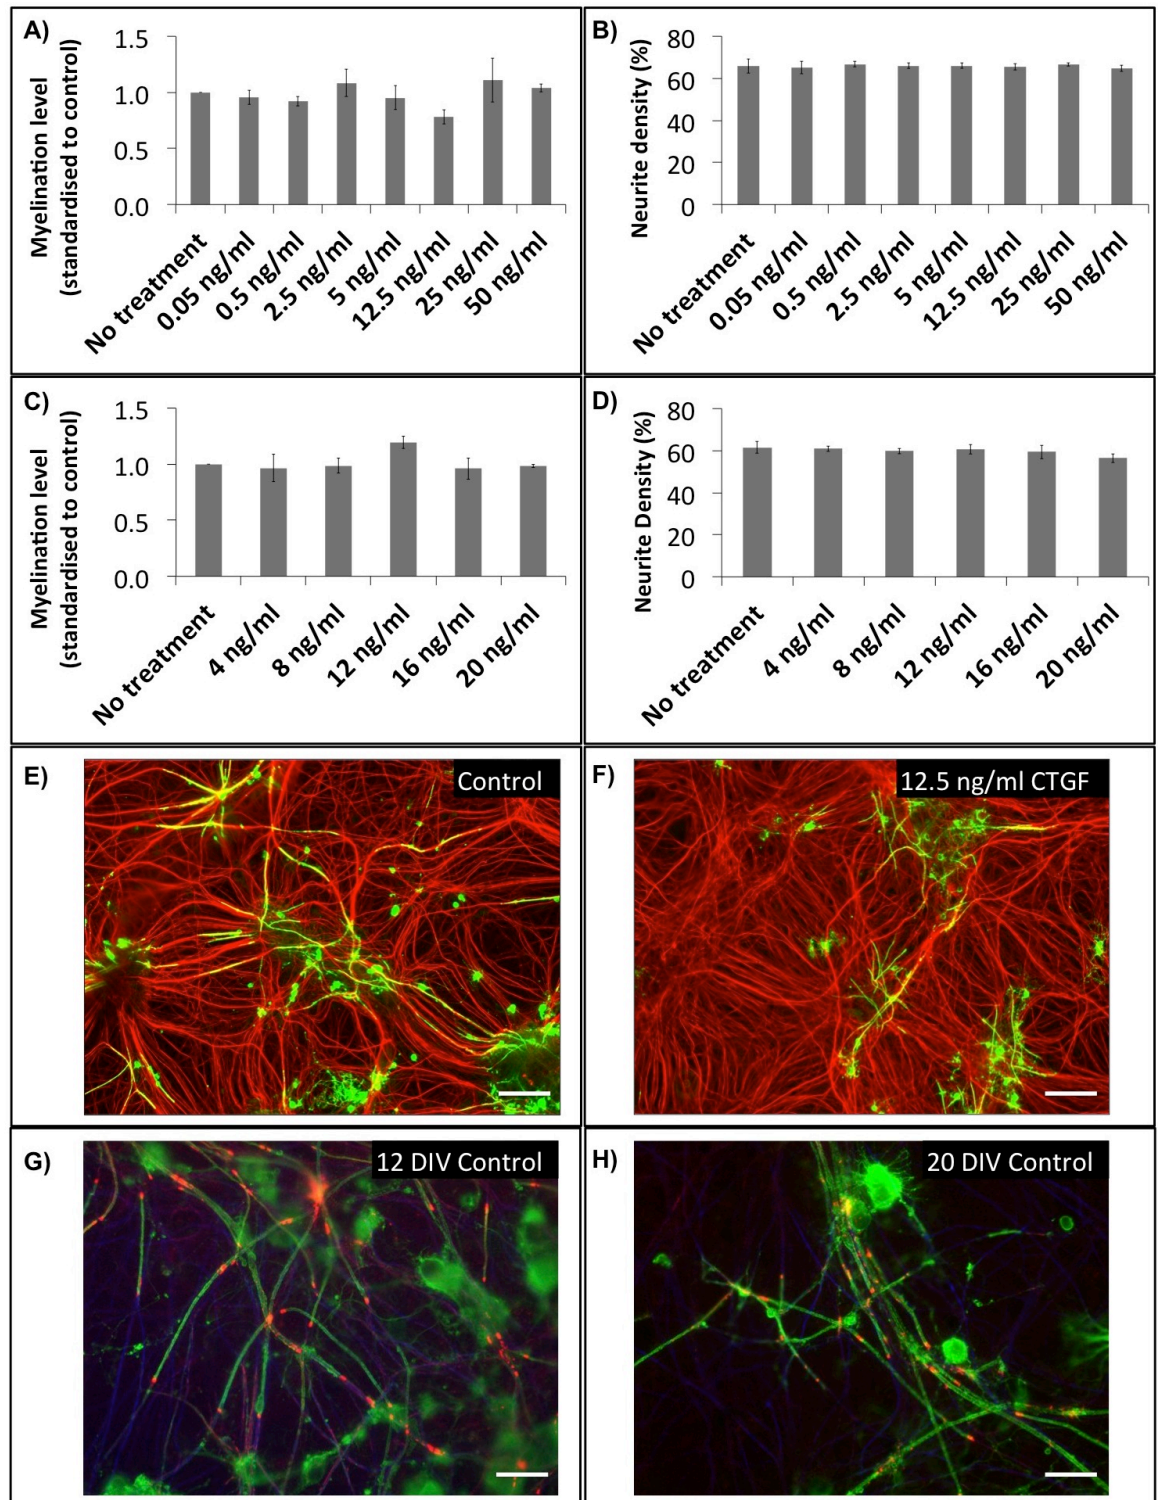 A)
Myelination level
(standardised to control)
1.5
1.0
0.5
0.0
No treatment
0.05 ng/ml
0.5 ng/ml
2.5 ng/ml
5 ng/ml
12.5 ng/ml
25 ng/ml
50 ng/ml
B)
Neurite density (%)
80
60
40
20
0
No treatment
0.05 ng/ml
0.5 ng/ml
2.5 ng/ml
5 ng/ml
12.5 ng/ml
25 ng/ml
50 ng/ml
C)
Myelination level
(standardised to control)
1.5
1.0
0.5
0.0
No treatment
4 ng/ml
8 ng/ml
12 ng/ml
16 ng/ml
20 ng/ml
D)
Neurite Density (%)
80
60
40
20
0
No treatment
4 ng/ml
8 ng/ml
12 ng/ml
16 ng/ml
20 ng/ml
E)
Control
F)
12.5 ng/ml CTGF
G)
12 DIV Control
H)
20 DIV Control